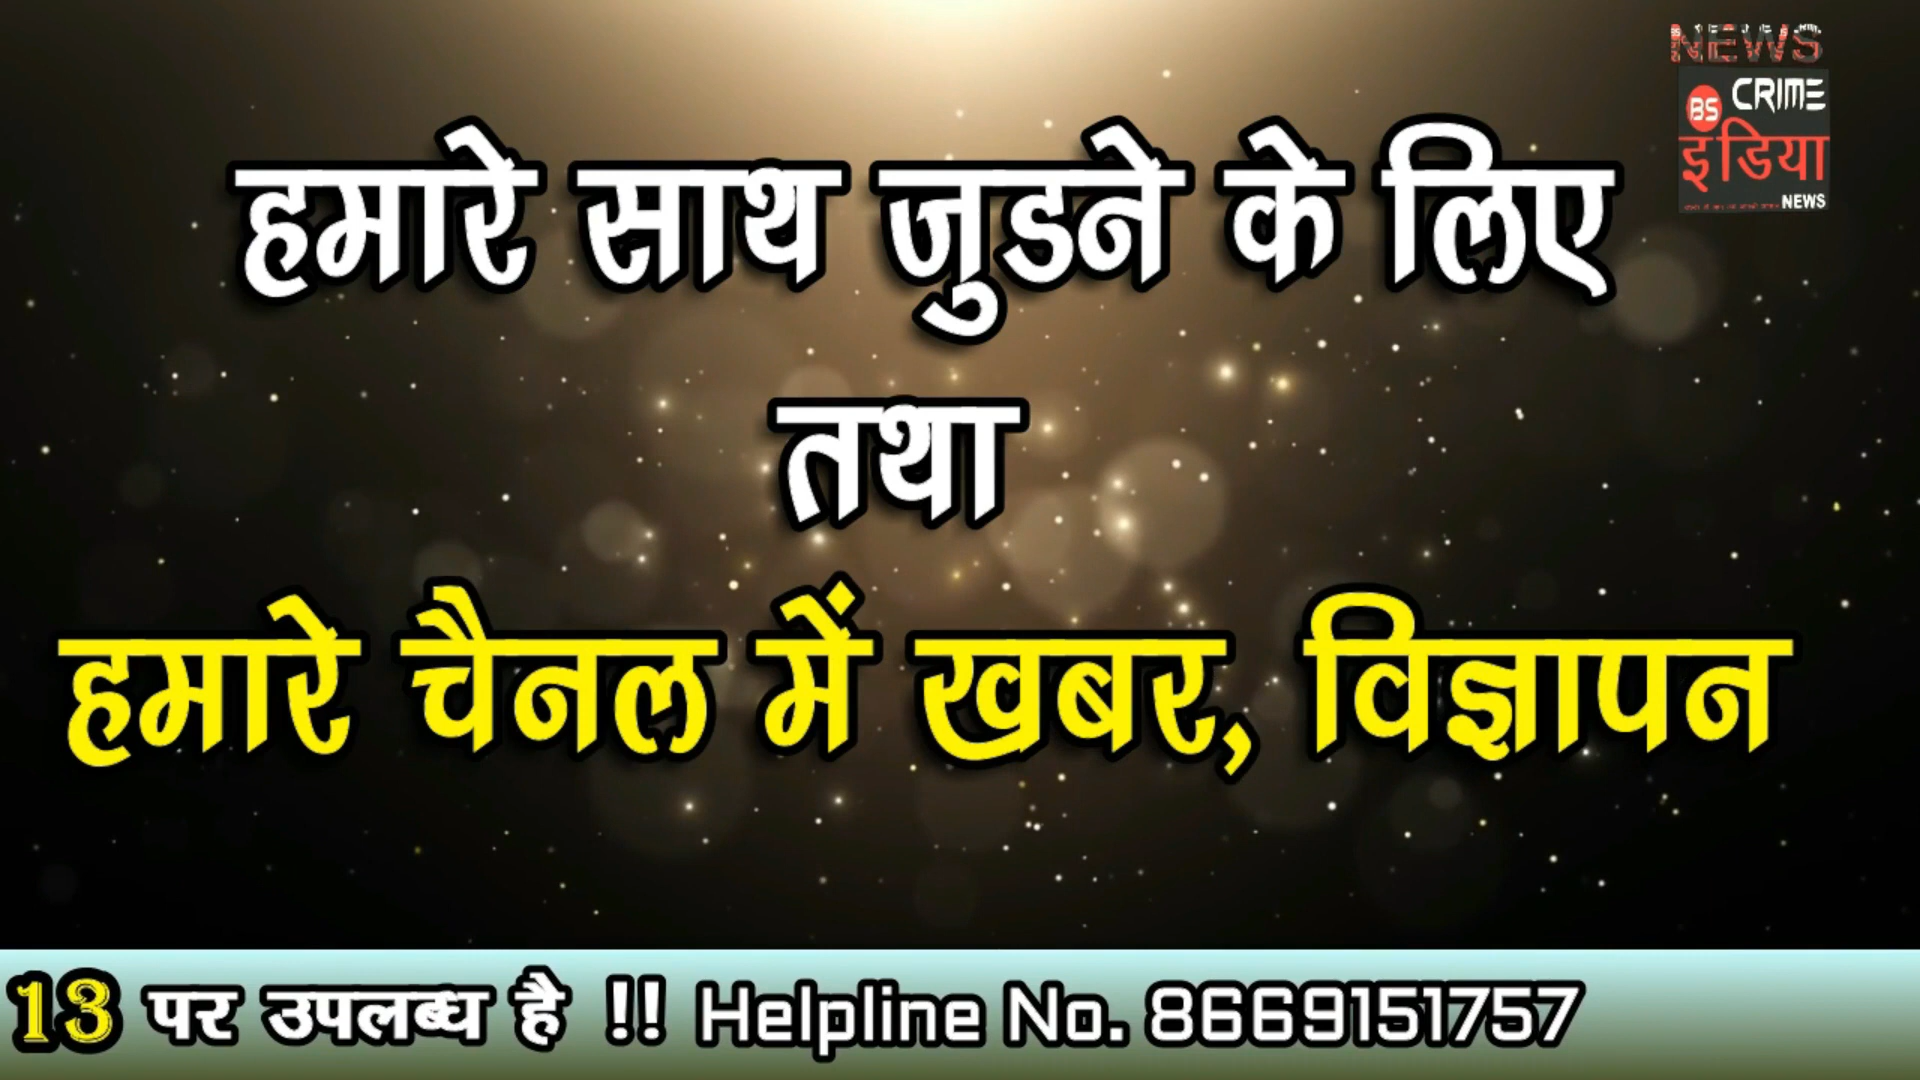 NEWS
BS CRIME
इंडिया
NEWS
हमारे साथ जुडने के लिए
तथा
हमारे चैनल में खबर, विज्ञापन
13 पर उपलब्ध है !! Helpline No. 8669151757